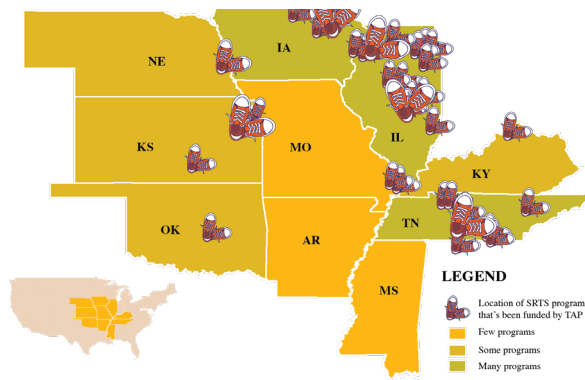 NE
IA
KS
MO
IL
KY
OK
AR
TN
MS
LEGEND
Location of SRTS program
that's been funded by TAP
Few programs
Some programs
Many programs